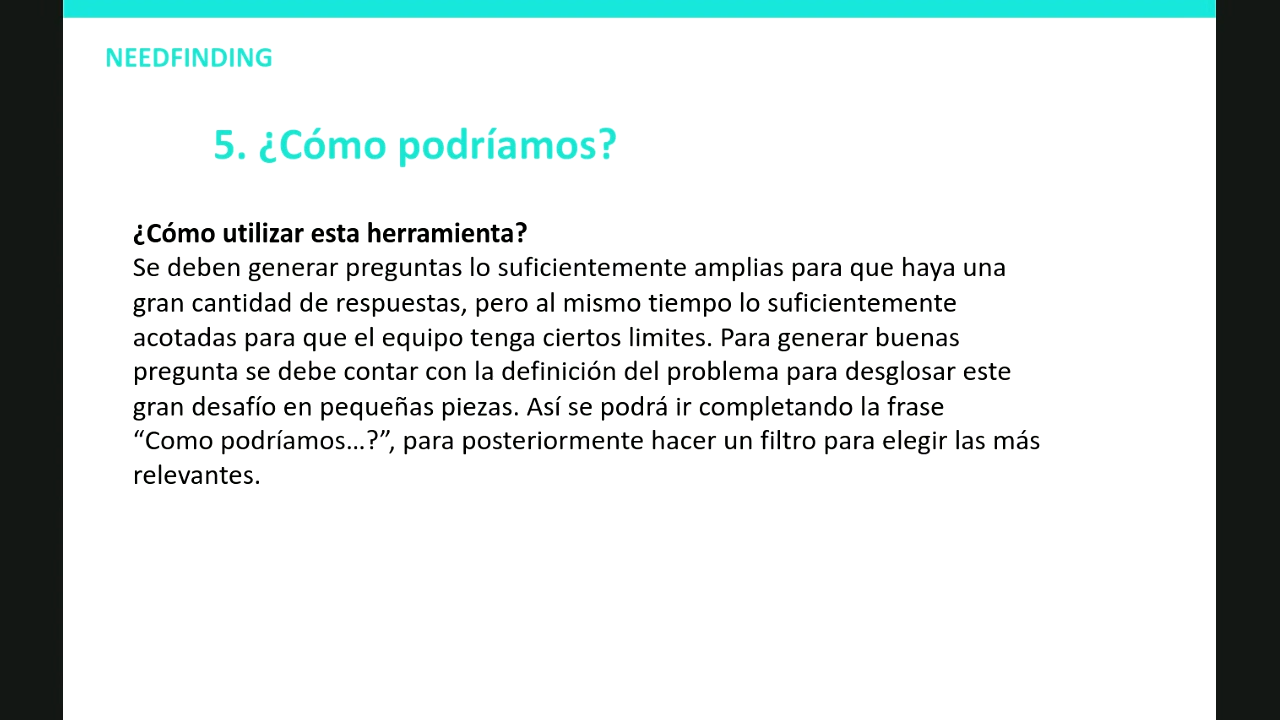 NEEDFINDING
5. ¿Cómo podríamos?
¿Cómo utilizar esta herramienta?
Se deben generar preguntas lo suficientemente amplias para que haya una
gran cantidad de respuestas, pero al mismo tiempo lo suficientemente
acotadas para que el equipo tenga ciertos limites. Para generar buenas
pregunta se debe contar con la definición del problema para desglosar este
gran desafío en pequeñas piezas. Así se podrá ir completando la frase
“Como podríamos...?”, para posteriormente hacer un filtro para elegir las más
relevantes.